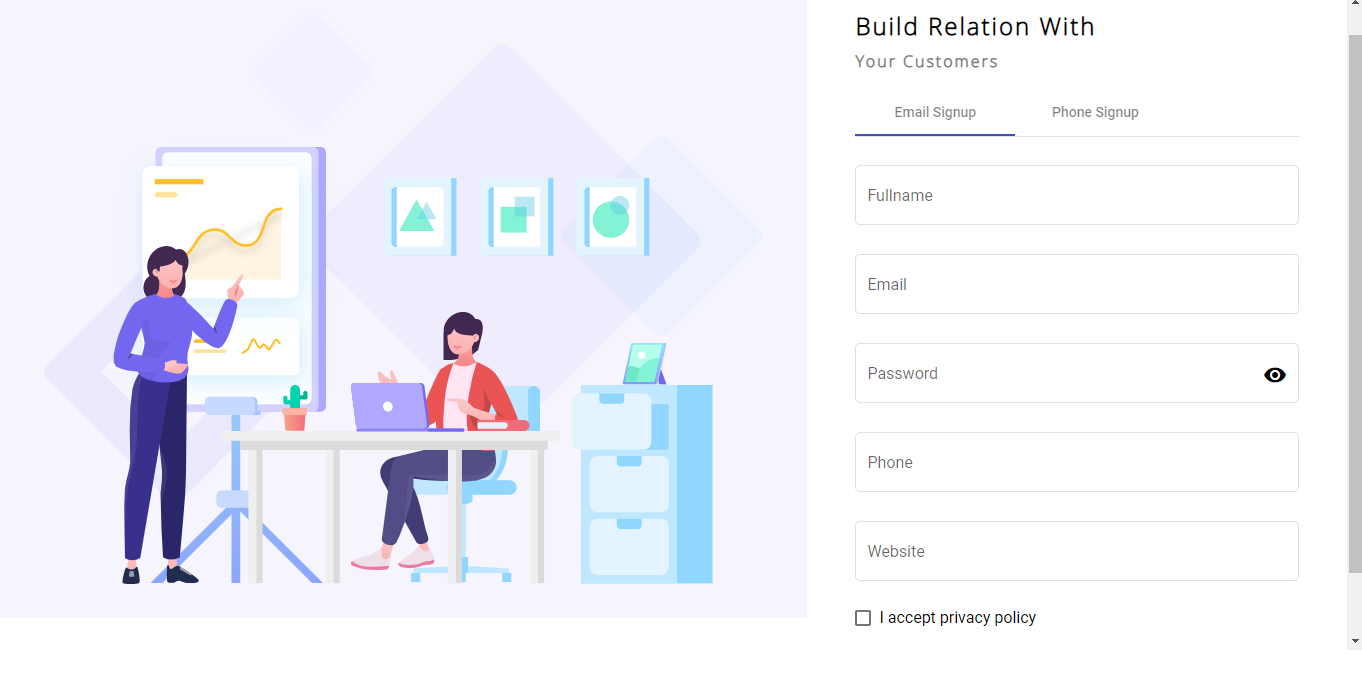 Build Relation With
Your Customers
Email Signup
Phone Signup
Fullname
Email
Password
Phone
Website
I accept privacy policy